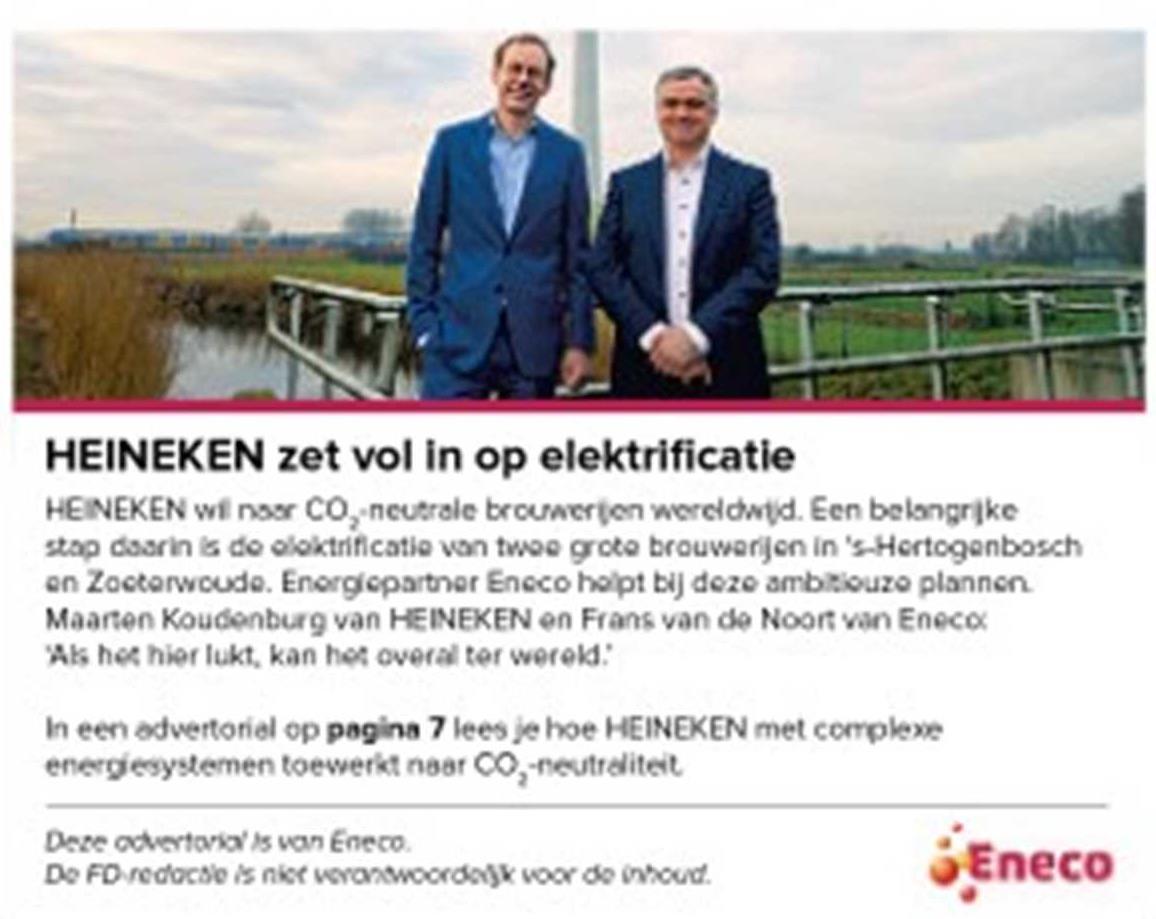 HEINEKEN zet vol in op elektrificatie
HEINEKEN wil naar CO₂-neutrale brouwerijen wereldwijd. Een belangrijke
stap daarin is de elektrificatie van twee grote brouwerijen in 's-Hertogenbosch
en Zoeterwoude. Energiepartner Eneco helpt bij deze ambitieuze plannen.
Maarten Koudenburg van HEINEKEN en Frans van de Noort van Eneco:
'Als het hier lukt, kan het overal ter wereld.'
In een advertorial op pagina 7 lees je hoe HEINEKEN met complexe
energiesystemen toewerkt naar CO₂-neutraliteit.
Deze advertorial is van Eneco.
De FD-redactie is niet verantwoordelijk voor de inhoud.
Eneco